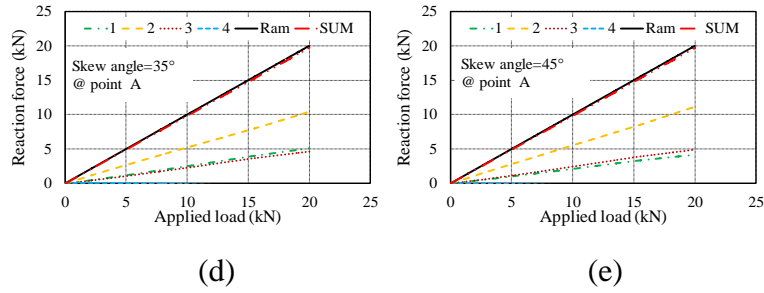 1 2 3 4 Ram SUM
Skew angle=35°
@ point A
Reaction force (kN)
25
20
15
10
5
0
0 5 10 15 20 25
Applied load (kN)
(d)
1 2 3 4 Ram SUM
Skew angle=45°
@ point A
Reaction force (kN)
25
20
15
10
5
0
0 5 10 15 20 25
Applied load (kN)
(e)